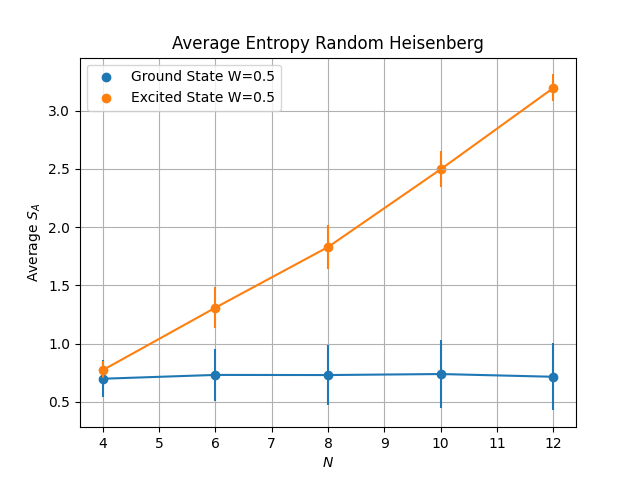 Average Entropy Random Heisenberg
Ground State W=0.5
Excited State W=0.5
Average $S_A$
3.0
2.5
2.0
1.5
1.0
0.5
4 5 6 7 8 9 10 11 12
N